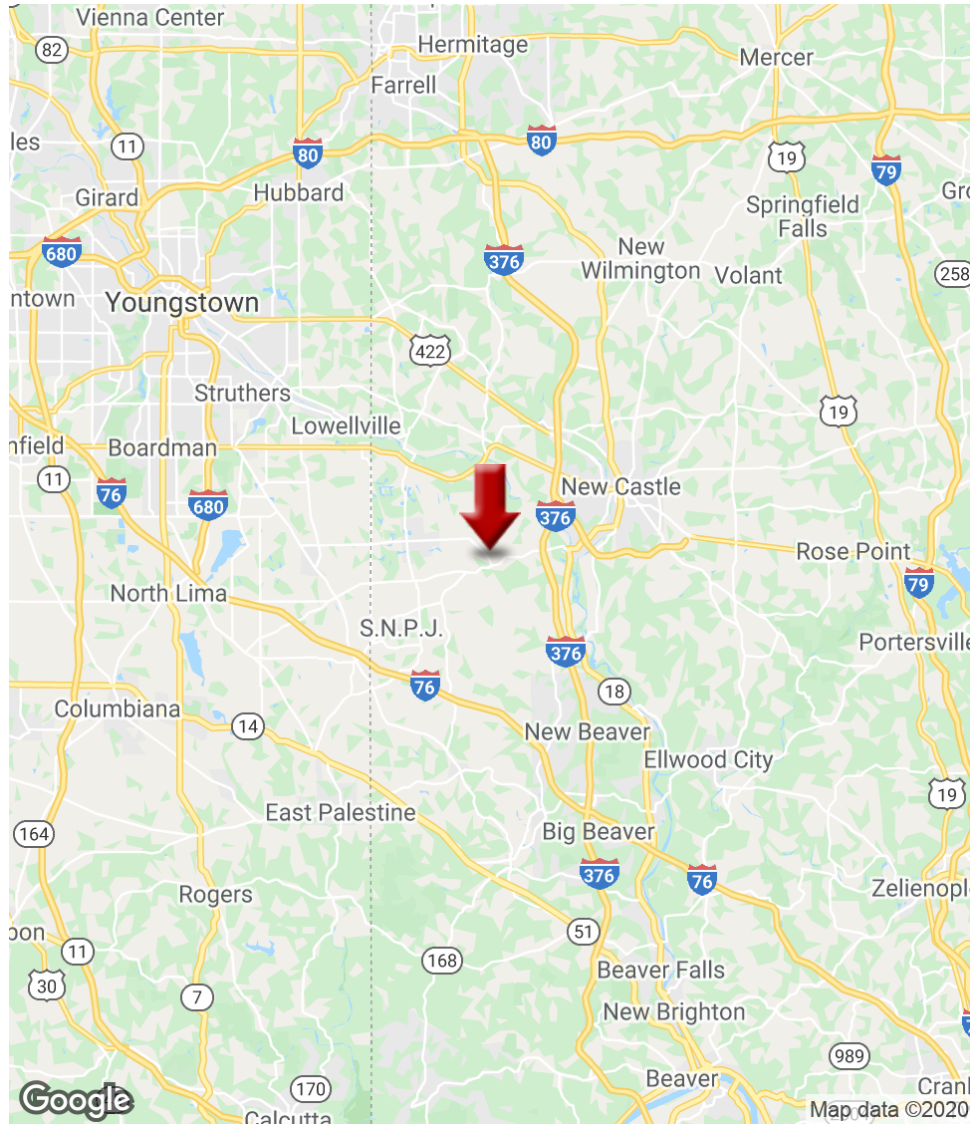 Vienna Center
82
Hermitage
Mercer
Farrell
11
80
80
19
les
79
Girard
Hubbard
Springfield
Falls
Gro
680
376
New
Wilmington
Volant
258
ntown
Youngstown
422
Struthers
19
Lowellville
nfield
Boardman
11
76
680
New Castle
376
Rose Point
79
North Lima
S.N.P.J.
376
Portersville
76
18
Columbiana
14
New Beaver
Ellwood City
19
East Palestine
164
Big Beaver
376
76
Rogers
Zelienopl
51
11
168
Beaver Falls
30
7
New Brighton
989
170
Beaver
Cranb
Google
Calcutta
Map data ©2020